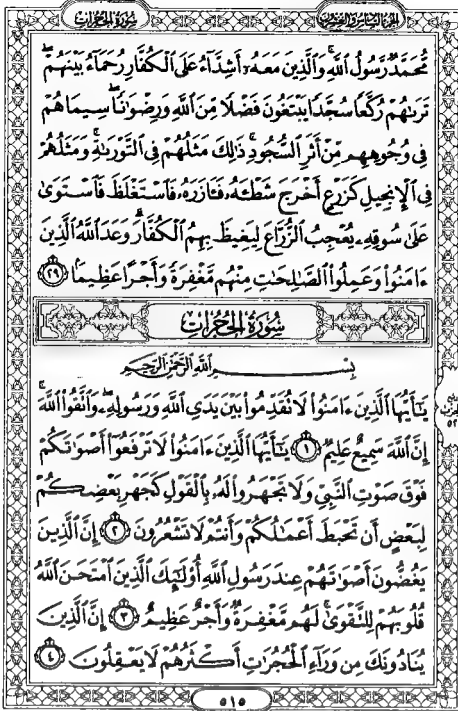 الجزء السادس والعشرون سورة الحجرات
مُّحَمَّدٌ رَّسُولُ ٱللَّهِ وَٱلَّذِينَ مَعَهُۥٓ أَشِدَّآءُ عَلَى ٱلْكُفَّارِ رُحَمَآءُ بَيْنَهُمْۖ
تَرَىٰهُمْ رُكَّعًا سُجَّدًا يَبْتَغُونَ فَضْلًا مِّنَ ٱللَّهِ وَرِضْوَٰنًاۖ سِيمَاهُمْ
فِى وُجُوهِهِم مِّنْ أَثَرِ ٱلسُّجُودِۚ ذَٰلِكَ مَثَلُهُمْ فِى ٱلتَّوْرَىٰةِۚ وَمَثَلُهُمْ
فِى ٱلْإِنجِيلِ كَزَرْعٍ أَخْرَجَ شَطْـَٔهُۥ فَـَٔازَرَهُۥ فَٱسْتَغْلَظَ فَٱسْتَوَىٰ
عَلَىٰ سُوقِهِۦ يُعْجِبُ ٱلزُّرَّاعَ لِيَغِيظَ بِهِمُ ٱلْكُفَّارَۗ وَعَدَ ٱللَّهُ ٱلَّذِينَ
ءَامَنُوا۟ وَعَمِلُوا۟ ٱلصَّـٰلِحَـٰتِ مِنْهُم مَّغْفِرَةً وَأَجْرًا عَظِيمًۢا ٢٩
سُورَةُ الْحُجُرَاتِ
بِسْمِ ٱللَّهِ ٱلرَّحْمَـٰنِ ٱلرَّحِيمِ
يَـٰٓأَيُّهَا ٱلَّذِينَ ءَامَنُوا۟ لَا تُقَدِّمُوا۟ بَيْنَ يَدَىِ ٱللَّهِ وَرَسُولِهِۦۖ وَٱتَّقُوا۟ ٱللَّهَۚ
إِنَّ ٱللَّهَ سَمِيعٌ عَلِيمٌ ١ يَـٰٓأَيُّهَا ٱلَّذِينَ ءَامَنُوا۟ لَا تَرْفَعُوٓا۟ أَصْوَٰتَكُمْ
فَوْقَ صَوْتِ ٱلنَّبِىِّ وَلَا تَجْهَرُوا۟ لَهُۥ بِٱلْقَوْلِ كَجَهْرِ بَعْضِكُمْ
لِبَعْضٍ أَن تَحْبَطَ أَعْمَـٰلُكُمْ وَأَنتُمْ لَا تَشْعُرُونَ ٢ إِنَّ ٱلَّذِينَ
يَغُضُّونَ أَصْوَٰتَهُمْ عِندَ رَسُولِ ٱللَّهِ أُو۟لَـٰٓئِكَ ٱلَّذِينَ ٱمْتَحَنَ ٱللَّهُ
قُلُوبَهُمْ لِلتَّقْوَىٰۚ لَهُم مَّغْفِرَةٌ وَأَجْرٌ عَظِيمٌ ٣ إِنَّ ٱلَّذِينَ
يُنَادُونَكَ مِن وَرَآءِ ٱلْحُجُرَٰتِ أَكْثَرُهُمْ لَا يَعْقِلُونَ ٤
٥١٥